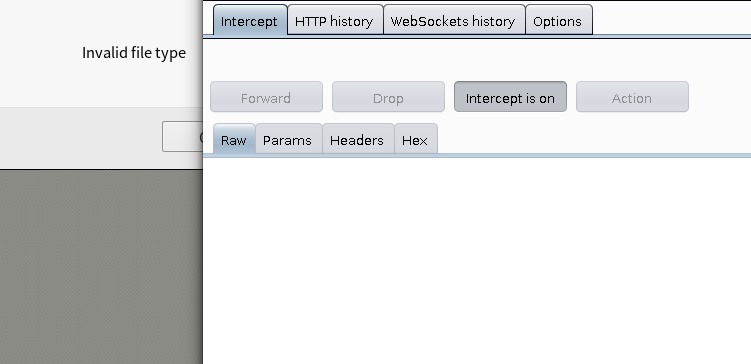 Intercept HTTP history WebSockets history Options
Invalid file type
Forward Drop Intercept is on Action
Raw Params Headers Hex